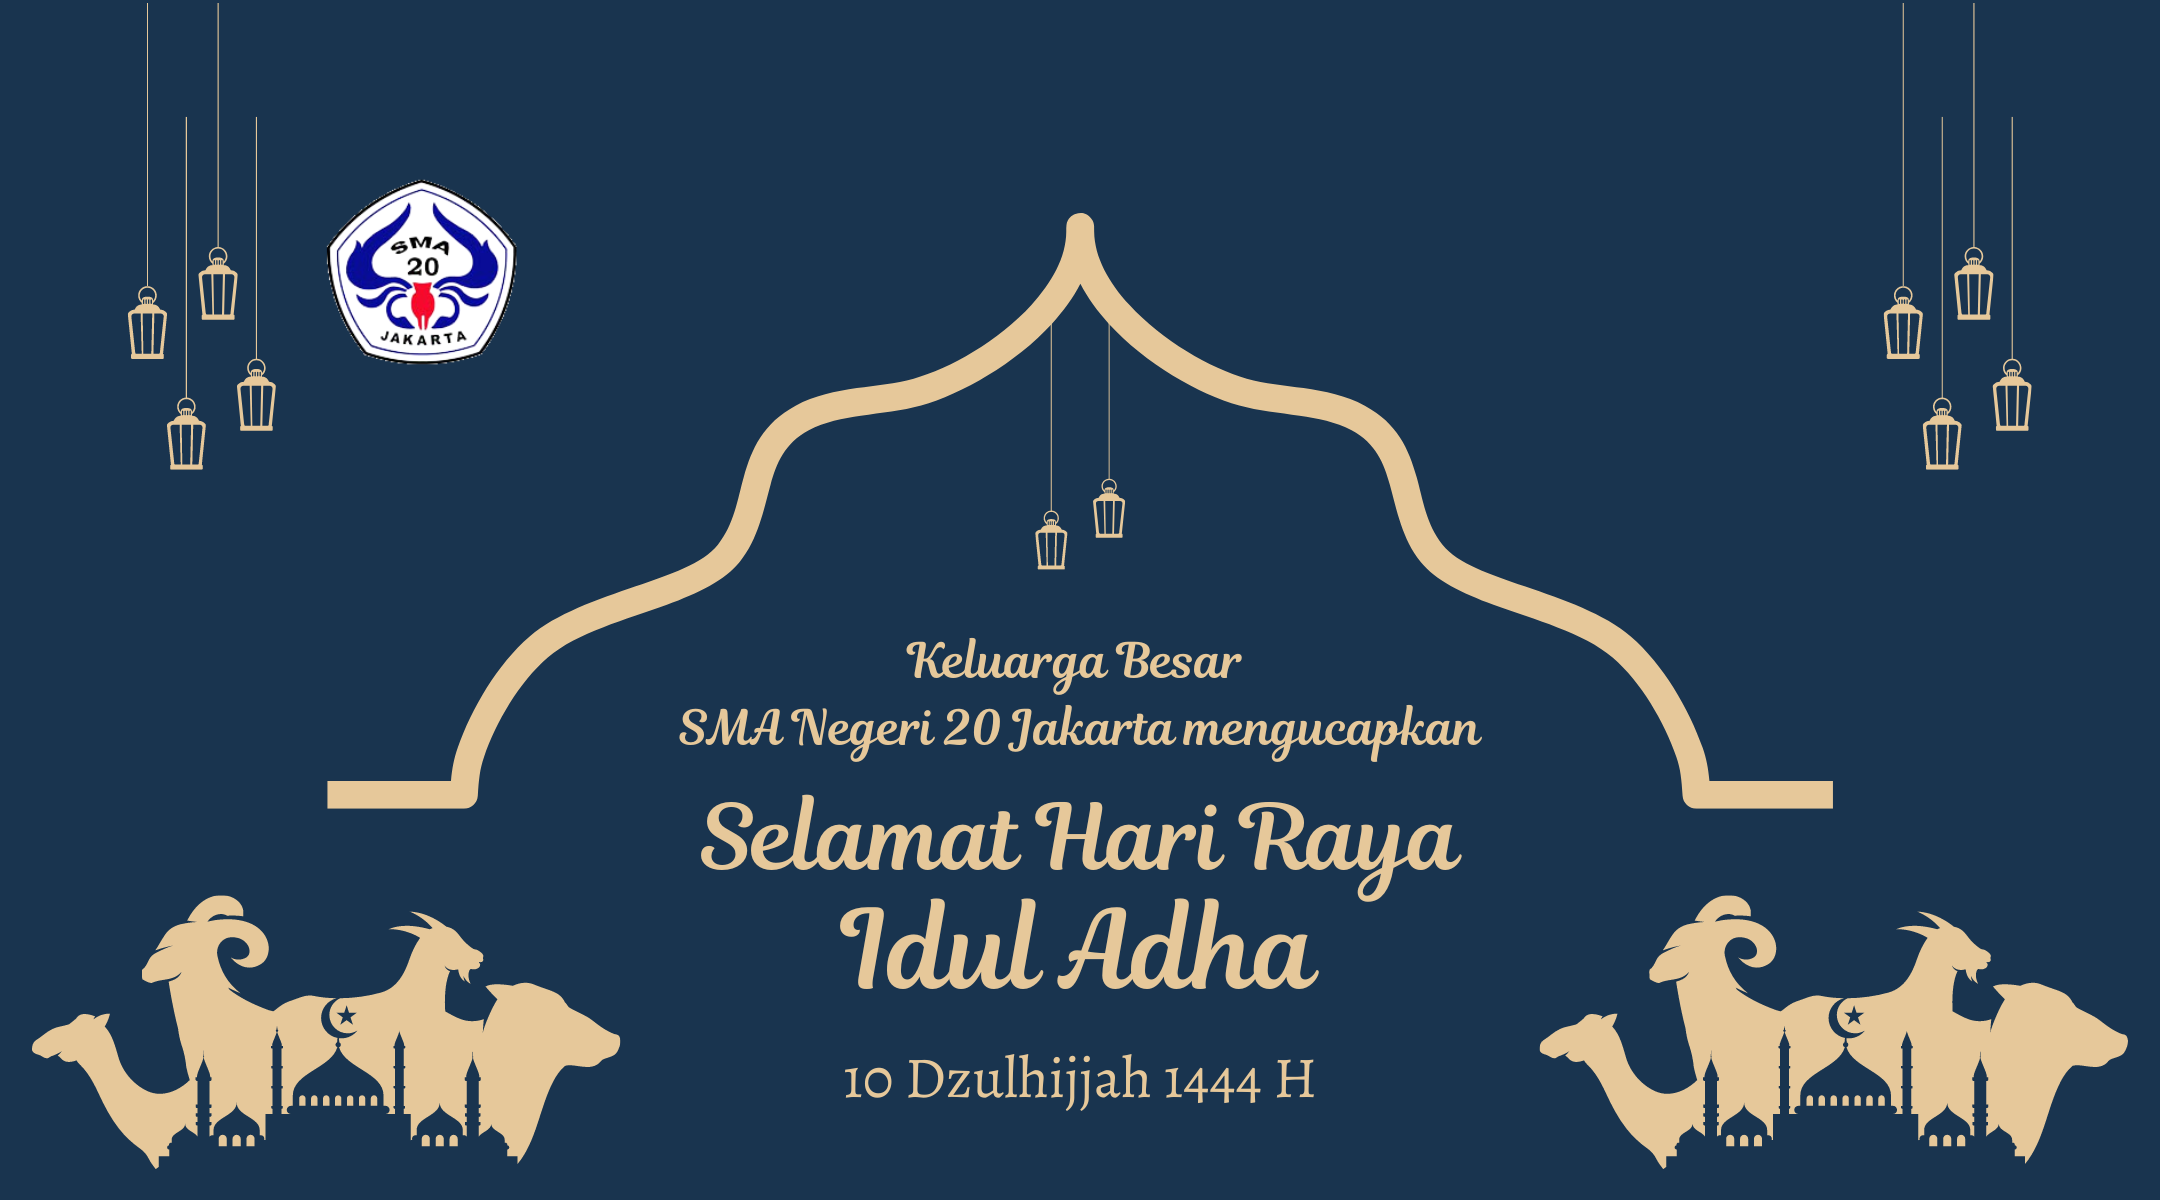 SMA
20
JAKARTA
Keluarga Besar
SMA Negeri 20 Jakarta mengucapkan
Selamat Hari Raya
Idul Adha
10 Dzulhijjah 1444 H